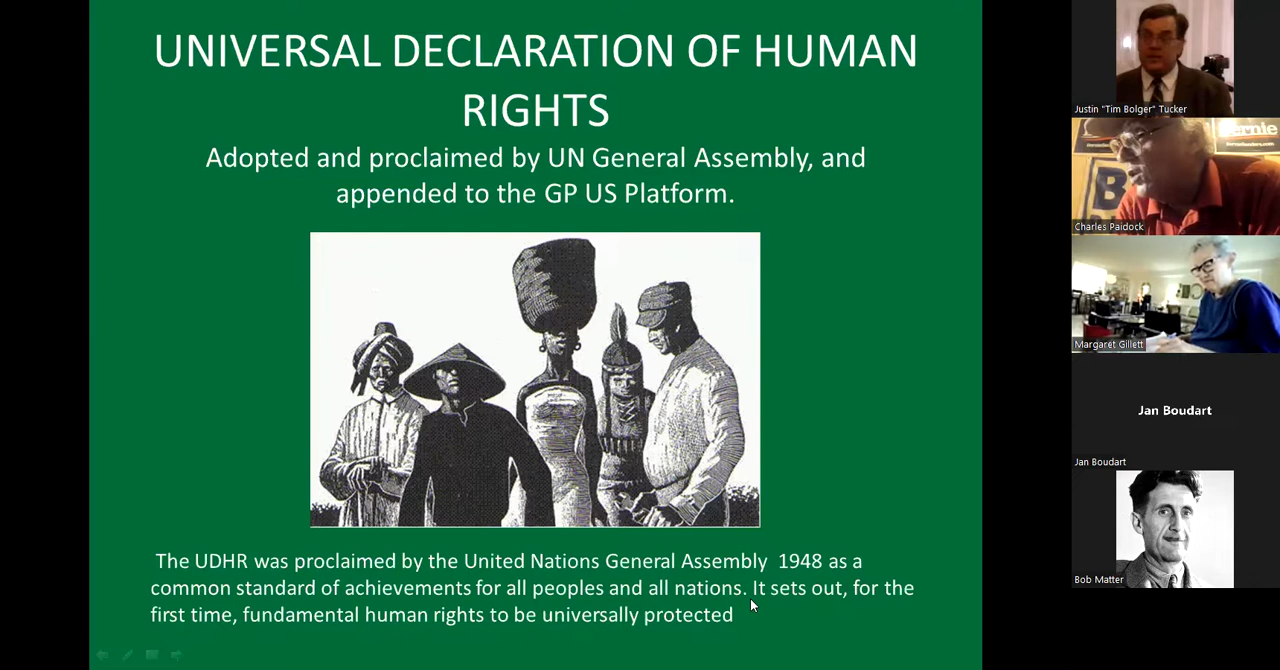 UNIVERSAL DECLARATION OF HUMAN
RIGHTS
Adopted and proclaimed by UN General Assembly, and
appended to the GP US Platform.
The UDHR was proclaimed by the United Nations General Assembly 1948 as a
common standard of achievements for all peoples and all nations. It sets out, for the
first time, fundamental human rights to be universally protected
Justin "Tim Bolger" Tucker
Charles Paidock
Margaret Gillett
Jan Boudart
Jan Boudart
Bob Matter